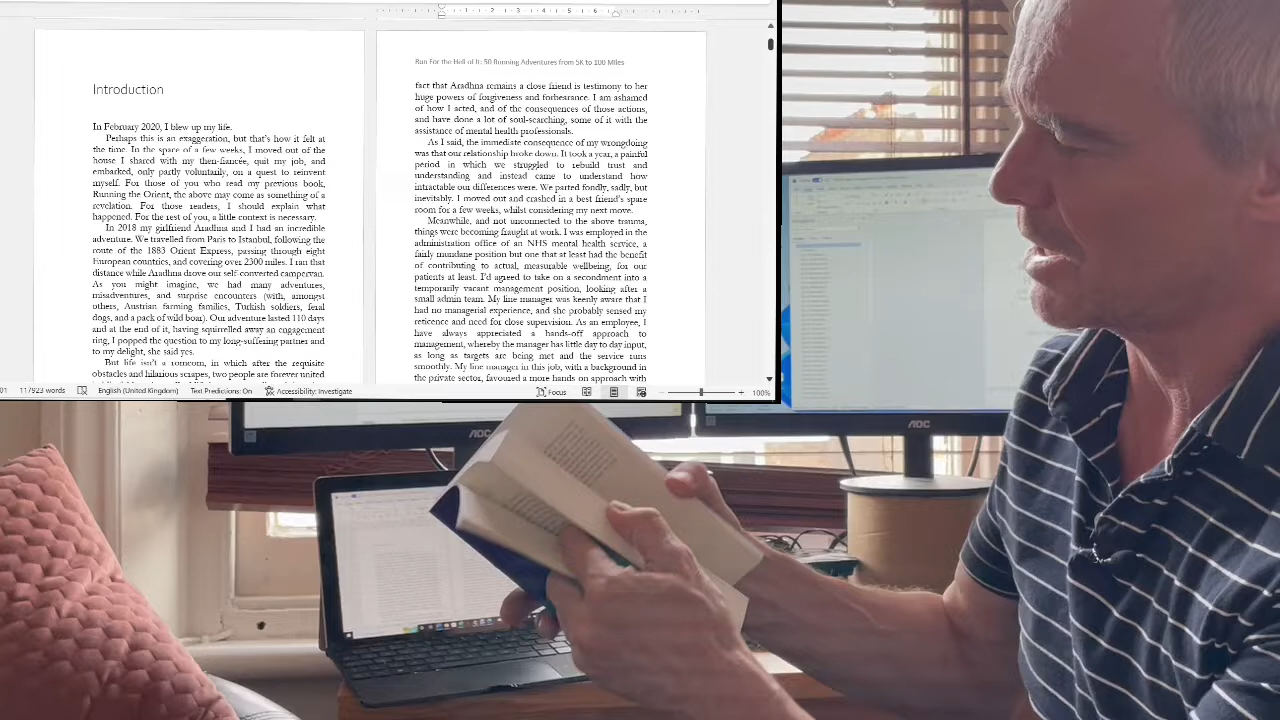 1 2 3 4 5 6
Introduction
In February 2020, I blew up my life.
Perhaps this is an exaggeration, but that's how it felt at
the time. In the space of a few weeks, I moved out of the
house I shared with my then-fiancée, quit my job, and
embarked, only partly voluntarily, on a quest to reinvent
myself. For those of you who read my previous book,
Running the Orient, the above may come as something of a
revelation. For those readers, I should explain what
happened. For the rest of you, a little context is necessary.
In 2018 my girlfriend Aradhna and I had an incredible
adventure. We travelled from Paris to Istanbul, following the
route of the 1883 Orient Express, passing through eight
European countries, and covering over 2300 miles. I ran that
distance while Aradhna drove our self-converted campervan.
As you might imagine, we had many adventures,
misadventures, and surprise encounters (with, amongst
others, Austrian farming families, Turkish soldiers, feral
dogs, and a pack of wild boar). Our adventure lasted 110 days
and at the end of it, having squirrelled away an engagement
ring, I popped the question to my long-suffering partner and
to my delight, she said yes.
But life isn't a romcom, in which after the requisite
obstacles and hilarious scrapes, two people are forever united
Run For the Hell of It: 50 Running Adventures from 5K to 100 Miles
fact that Aradhna remains a close friend is testimony to her
huge powers of forgiveness and forbearance. I am ashamed
of how I acted, and of the consequences of those actions,
and have done a lot of soul-searching, some of it with the
assistance of mental health professionals.
As I said, the immediate consequence of my wrongdoing
was that our relationship broke down. It took a year, a painful
period in which we struggled to rebuild trust and
understanding and instead came to understand how
intractable our differences were. We parted fondly, sadly, but
inevitably. I moved out and crashed in a best friend's spare
room for a few weeks, whilst considering my next move.
Meanwhile, and not unconnected to the above trauma,
things were becoming fraught at work. I was employed in the
administration office of an NHS mental health service, a
fairly mundane position but one that at least had the benefit
of contributing to actual, measurable wellbeing, for our
patients at least. I'd agreed to take on a secondment into a
temporarily vacant management position, looking after a
small admin team. My line manager was keenly aware that I
had no managerial experience, and she probably sensed my
reticence and need for close supervision. As an employee, I
have always appreciated a hands-off approach to
management, whereby the manager has little day to day input,
as long as targets are being met and the service runs
smoothly. My line manager in this job, with a background in
the private sector, favoured a more hands on approach with
01 117923 words English (United Kingdom) Text Predictions: On Accessibility: Investigate Focus 100%
AOC
AOC